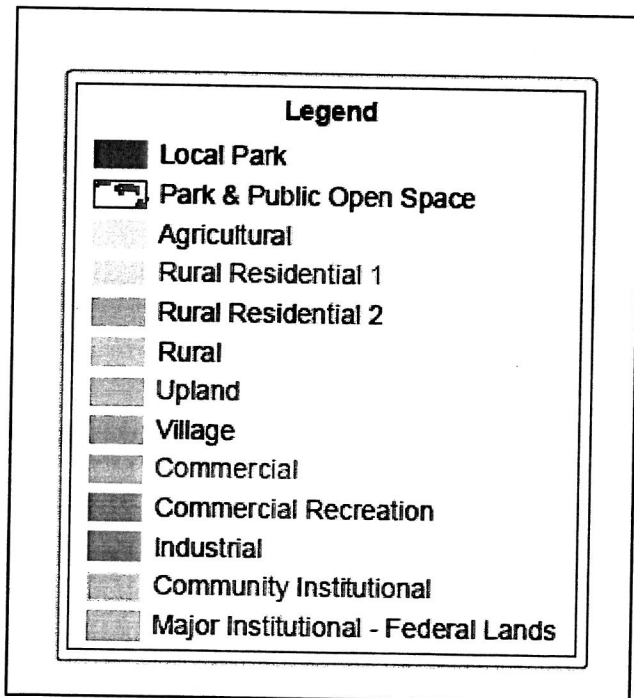 Legend
Local Park
Park & Public Open Space
Agricultural
Rural Residential 1
Rural Residential 2
Rural
Upland
Village
Commercial
Commercial Recreation
Industrial
Community Institutional
Major Institutional - Federal Lands